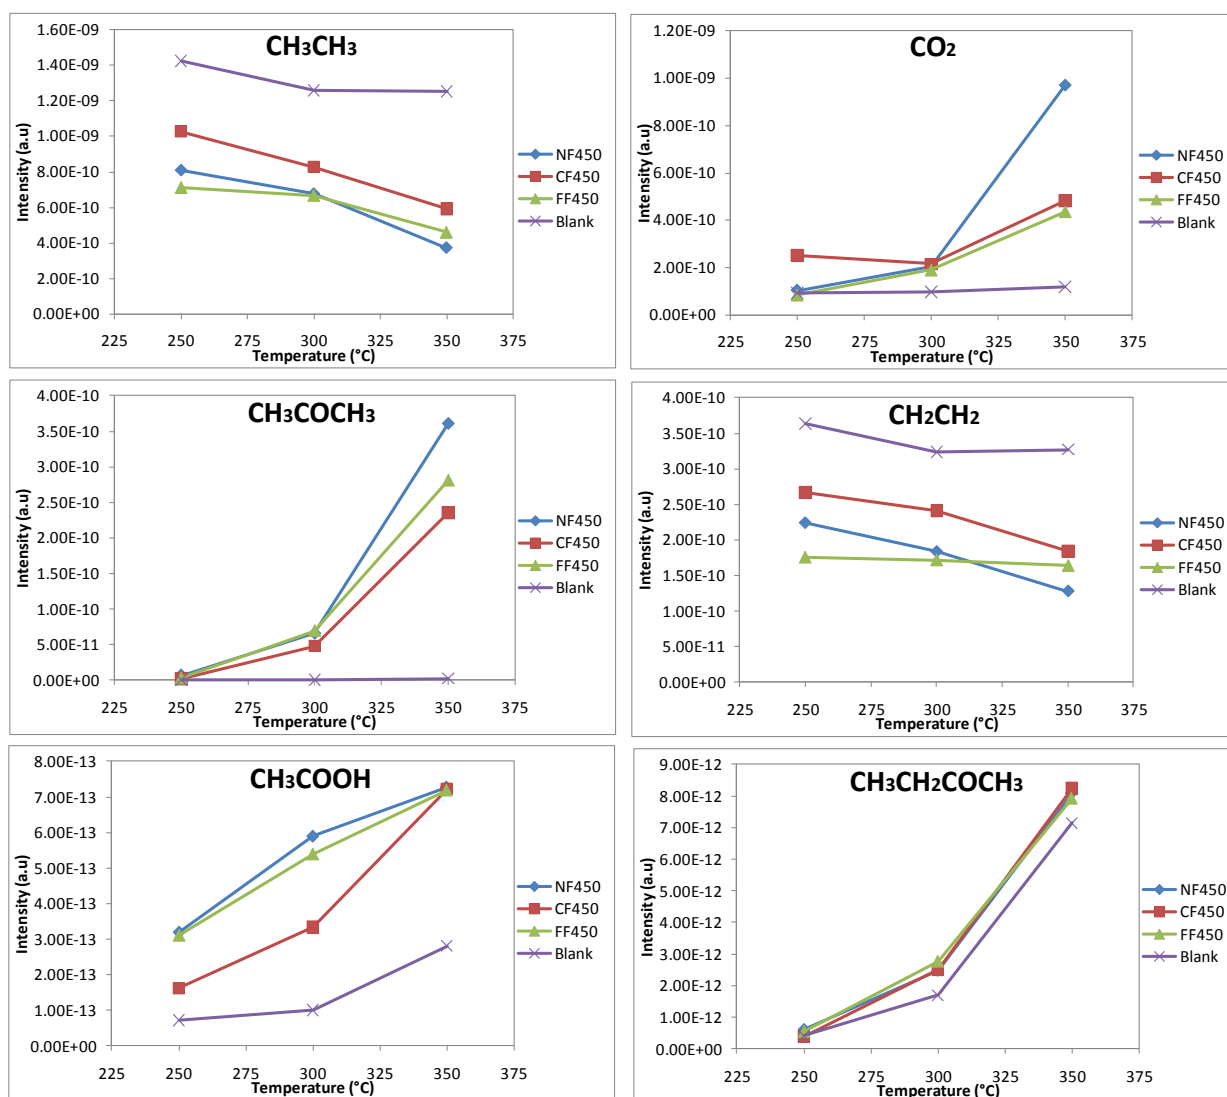 CH₃CH₃
Intensity (a.u)
1.60E-09
1.40E-09
1.20E-09
1.00E-09
8.00E-10
6.00E-10
4.00E-10
2.00E-10
0.00E+00
225 250 275 300 325 350 375
Temperature (°C)
NF450
CF450
FF450
Blank
CO₂
Intensity (a.u)
1.20E-09
1.00E-09
8.00E-10
6.00E-10
4.00E-10
2.00E-10
0.00E+00
225 250 275 300 325 350 375
Temperature (°C)
NF450
CF450
FF450
Blank
CH₃COCH₃
Intensity (a.u)
4.00E-10
3.50E-10
3.00E-10
2.50E-10
2.00E-10
1.50E-10
1.00E-10
5.00E-11
0.00E+00
225 250 275 300 325 350 375
Temperature (°C)
NF450
CF450
FF450
Blank
CH₂CH₂
Intensity (a.u)
4.00E-10
3.50E-10
3.00E-10
2.50E-10
2.00E-10
1.50E-10
1.00E-10
5.00E-11
0.00E+00
225 250 275 300 325 350 375
Temperature (°C)
NF450
CF450
FF450
Blank
CH₃COOH
Intensity (a.u)
8.00E-13
7.00E-13
6.00E-13
5.00E-13
4.00E-13
3.00E-13
2.00E-13
1.00E-13
0.00E+00
225 250 275 300 325 350 375
Temperature (°C)
NF450
CF450
FF450
Blank
CH₃CH₂COCH₃
Intensity (a.u)
9.00E-12
8.00E-12
7.00E-12
6.00E-12
5.00E-12
4.00E-12
3.00E-12
2.00E-12
1.00E-12
0.00E+00
225 250 275 300 325 350 375
Temperature (°C)
NF450
CF450
FF450
Blank